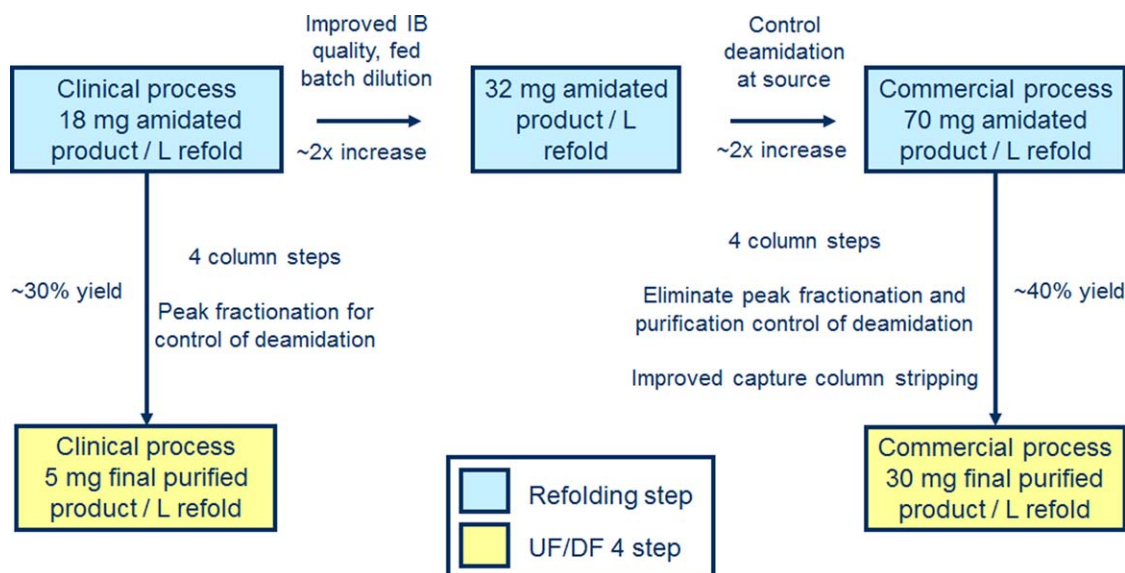 Improved IB
quality, fed
batch dilution
Control
deamidation
at source
Clinical process
18 mg amidated
product / L refold
~2x increase
32 mg amidated
product / L
refold
~2x increase
Commercial process
70 mg amidated
product / L refold
~30% yield
4 column steps
Peak fractionation for
control of deamidation
4 column steps
Eliminate peak fractionation and
purification control of deamidation
Improved capture column stripping
~40% yield
Clinical process
5 mg final purified
product / L refold
Commercial process
30 mg final purified
product / L refold
Refolding step
UF/DF 4 step